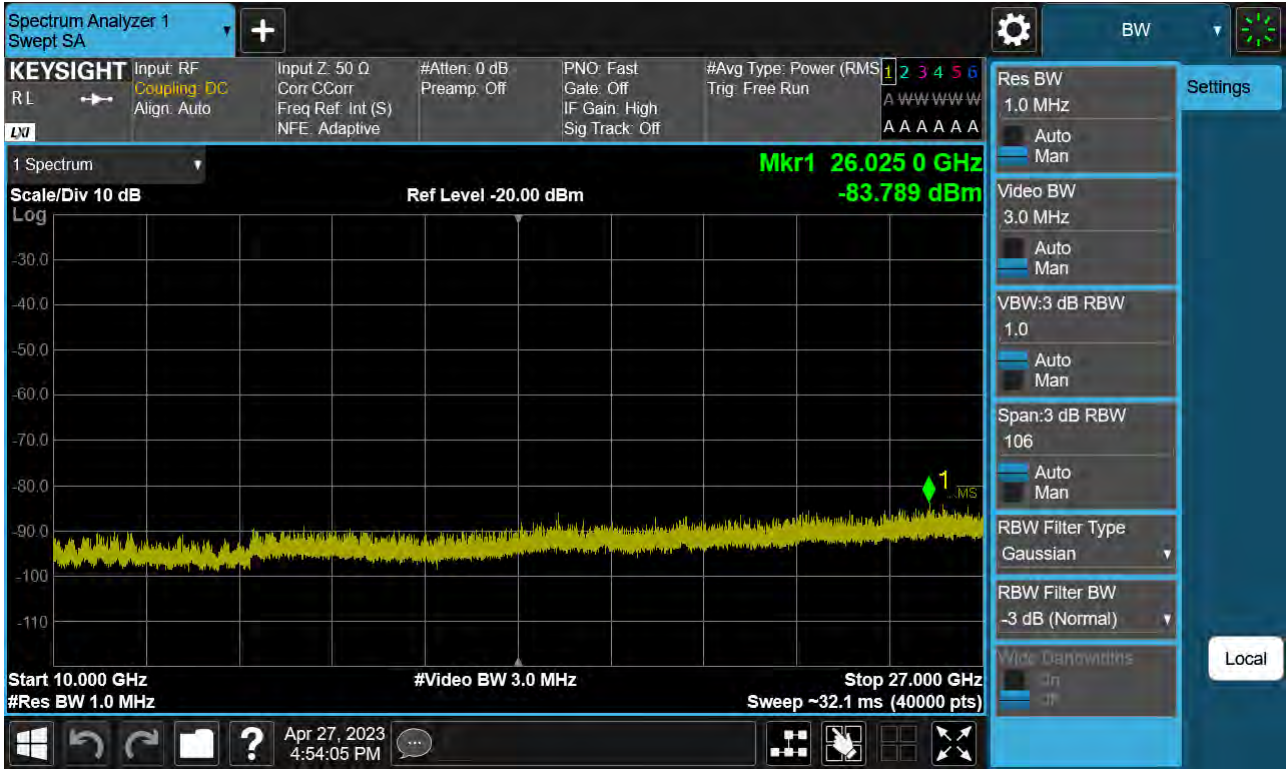 Spectrum Analyzer 1
Swept SA
BW
KEYSIGHT
RL
LXI
Input: RF
Coupling: DC
Align: Auto
Input Z: 50 Ω
Corr CCorr
Freq Ref: Int (S)
NFE: Adaptive
#Atten: 0 dB
Preamp: Off
PNO: Fast
Gate: Off
IF Gain: High
Sig Track: Off
#Avg Type: Power (RMS
Trig: Free Run
1 2 3 4 5 6
A W W W W W
A A A A A A
1 Spectrum
Scale/Div 10 dB
Log
Ref Level -20.00 dBm
Mkr1 26.025 0 GHz
-83.789 dBm
-30.0
-40.0
-50.0
-60.0
-70.0
-80.0
-90.0
-100
-110
1
Start 10.000 GHz
#Res BW 1.0 MHz
#Video BW 3.0 MHz
Stop 27.000 GHz
Sweep ~32.1 ms (40000 pts)
Res BW
1.0 MHz
Auto
Man
Video BW
3.0 MHz
Auto
Man
VBW:3 dB RBW
1.0
Auto
Man
Span:3 dB RBW
106
Auto
Man
RBW Filter Type
Gaussian
RBW Filter BW
-3 dB (Normal)
Settings
Local
?
Apr 27, 2023
4:54:05 PM